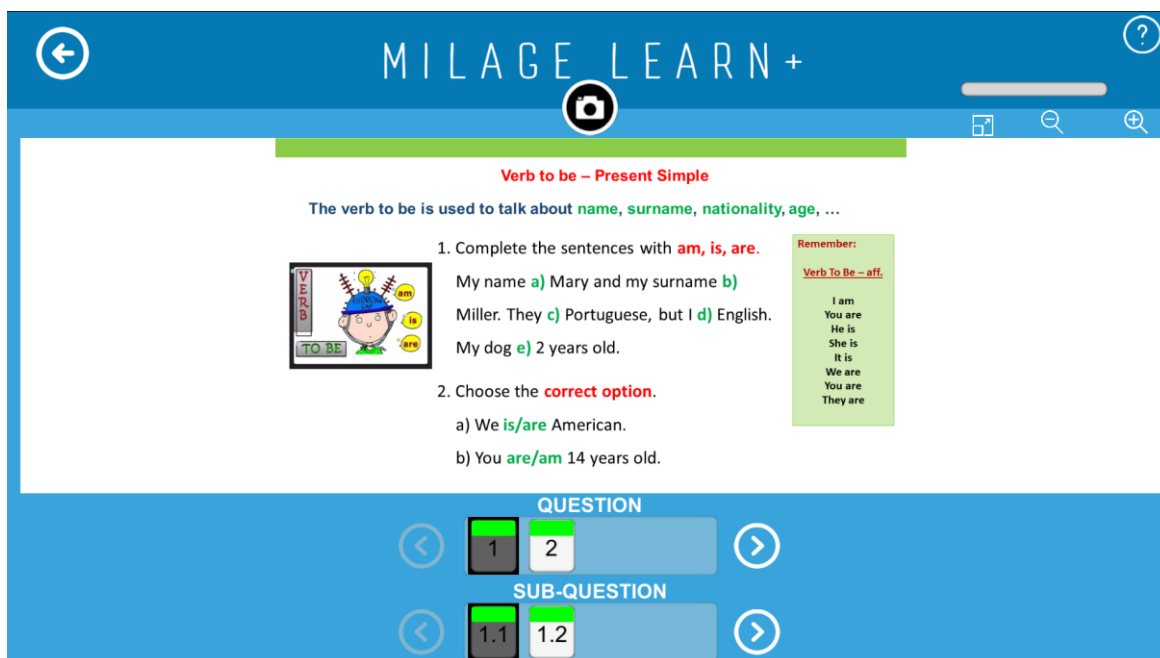 MILAGE LEARN+
?
Verb to be – Present Simple
The verb to be is used to talk about name, surname, nationality, age, …
1. Complete the sentences with am, is, are.
My name a) Mary and my surname b)
Miller. They c) Portuguese, but I d) English.
My dog e) 2 years old.
2. Choose the correct option.
a) We is/are American.
b) You are/am 14 years old.
VERB
TO BE
THINKING
CAP
am
is
are
Remember:
Verb To Be – aff.
I am
You are
He is
She is
It is
We are
You are
They are
QUESTION
1 2
SUB-QUESTION
1.1 1.2